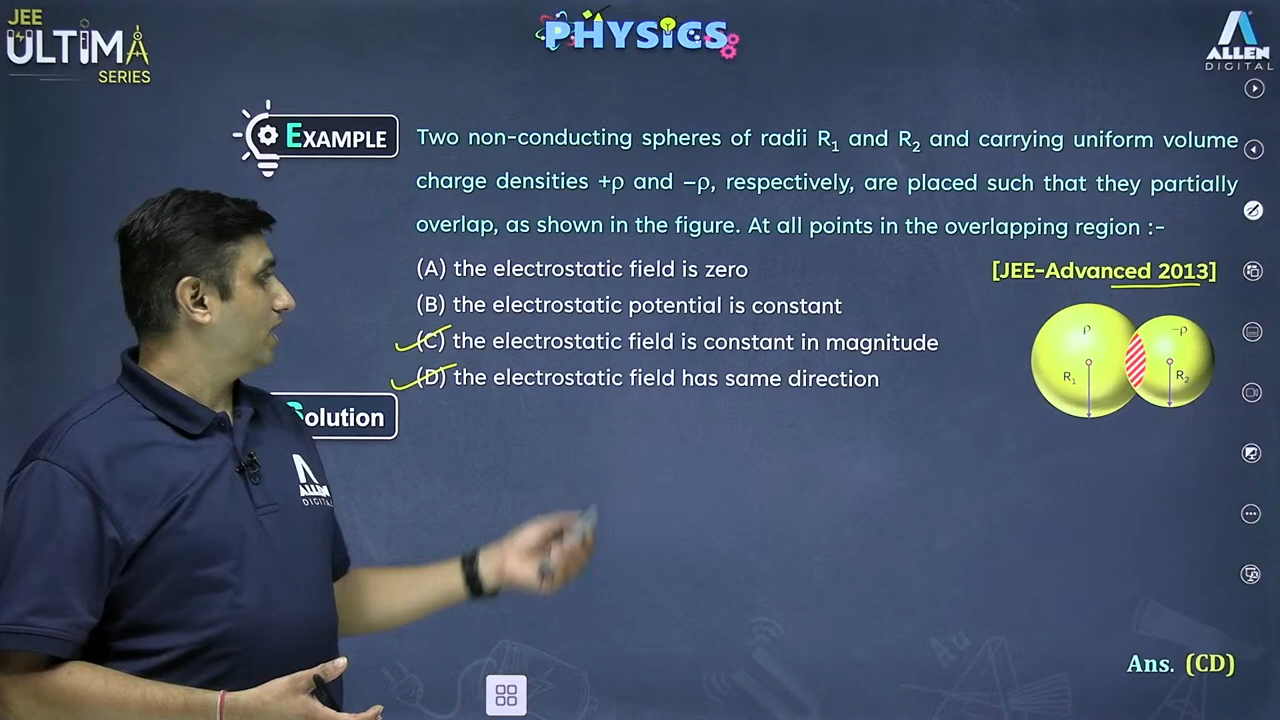 JEE
ULTIMA
SERIES
PHYSICS
ALLEN
DIGITAL
EXAMPLE
Two non-conducting spheres of radii R₁ and R₂ and carrying uniform volume
charge densities +ρ and −ρ, respectively, are placed such that they partially
overlap, as shown in the figure. At all points in the overlapping region :-
(A) the electrostatic field is zero
[JEE-Advanced 2013]
(B) the electrostatic potential is constant
(C) the electrostatic field is constant in magnitude
(D) the electrostatic field has same direction
ρ
−ρ
R₁
R₂
Solution
ALLEN
DIGITAL
Au
Ans. (CD)